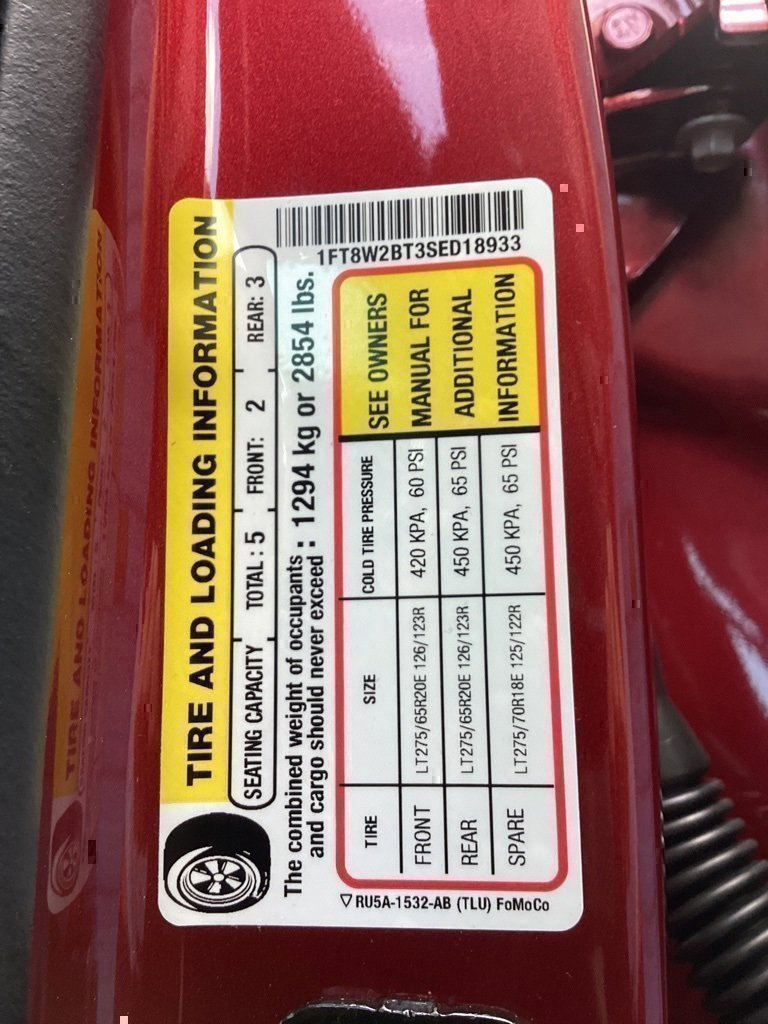 TIRE AND LOADING INFORMATION
SEATING CAPACITY TOTAL : 5 FRONT: 2 REAR: 3
The combined weight of occupants
and cargo should never exceed : 1294 kg or 2854 lbs.
1FT8W2BT3SED18933
TIRE SIZE COLD TIRE PRESSURE
FRONT LT275/65R20E 126/123R 420 KPA, 60 PSI
REAR LT275/65R20E 126/123R 450 KPA, 65 PSI
SPARE LT275/70R18E 125/122R 450 KPA, 65 PSI
SEE OWNERS
MANUAL FOR
ADDITIONAL
INFORMATION
▽ RU5A-1532-AB (TLU) FoMoCo